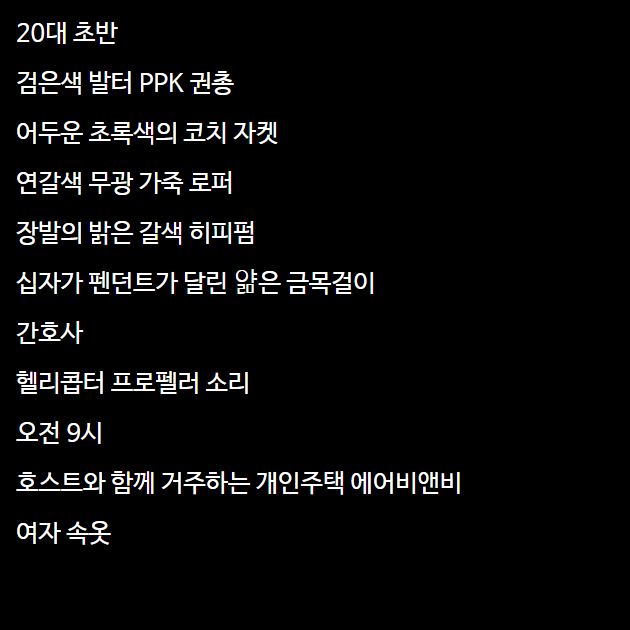 20대 초반
검은색 발터 PPK 권총
어두운 초록색의 코치 자켓
연갈색 무광 가죽 로퍼
장발의 밝은 갈색 히피펌
십자가 펜던트가 달린 얇은 금목걸이
간호사
헬리콥터 프로펠러 소리
오전 9시
호스트와 함께 거주하는 개인주택 에어비앤비
여자 속옷